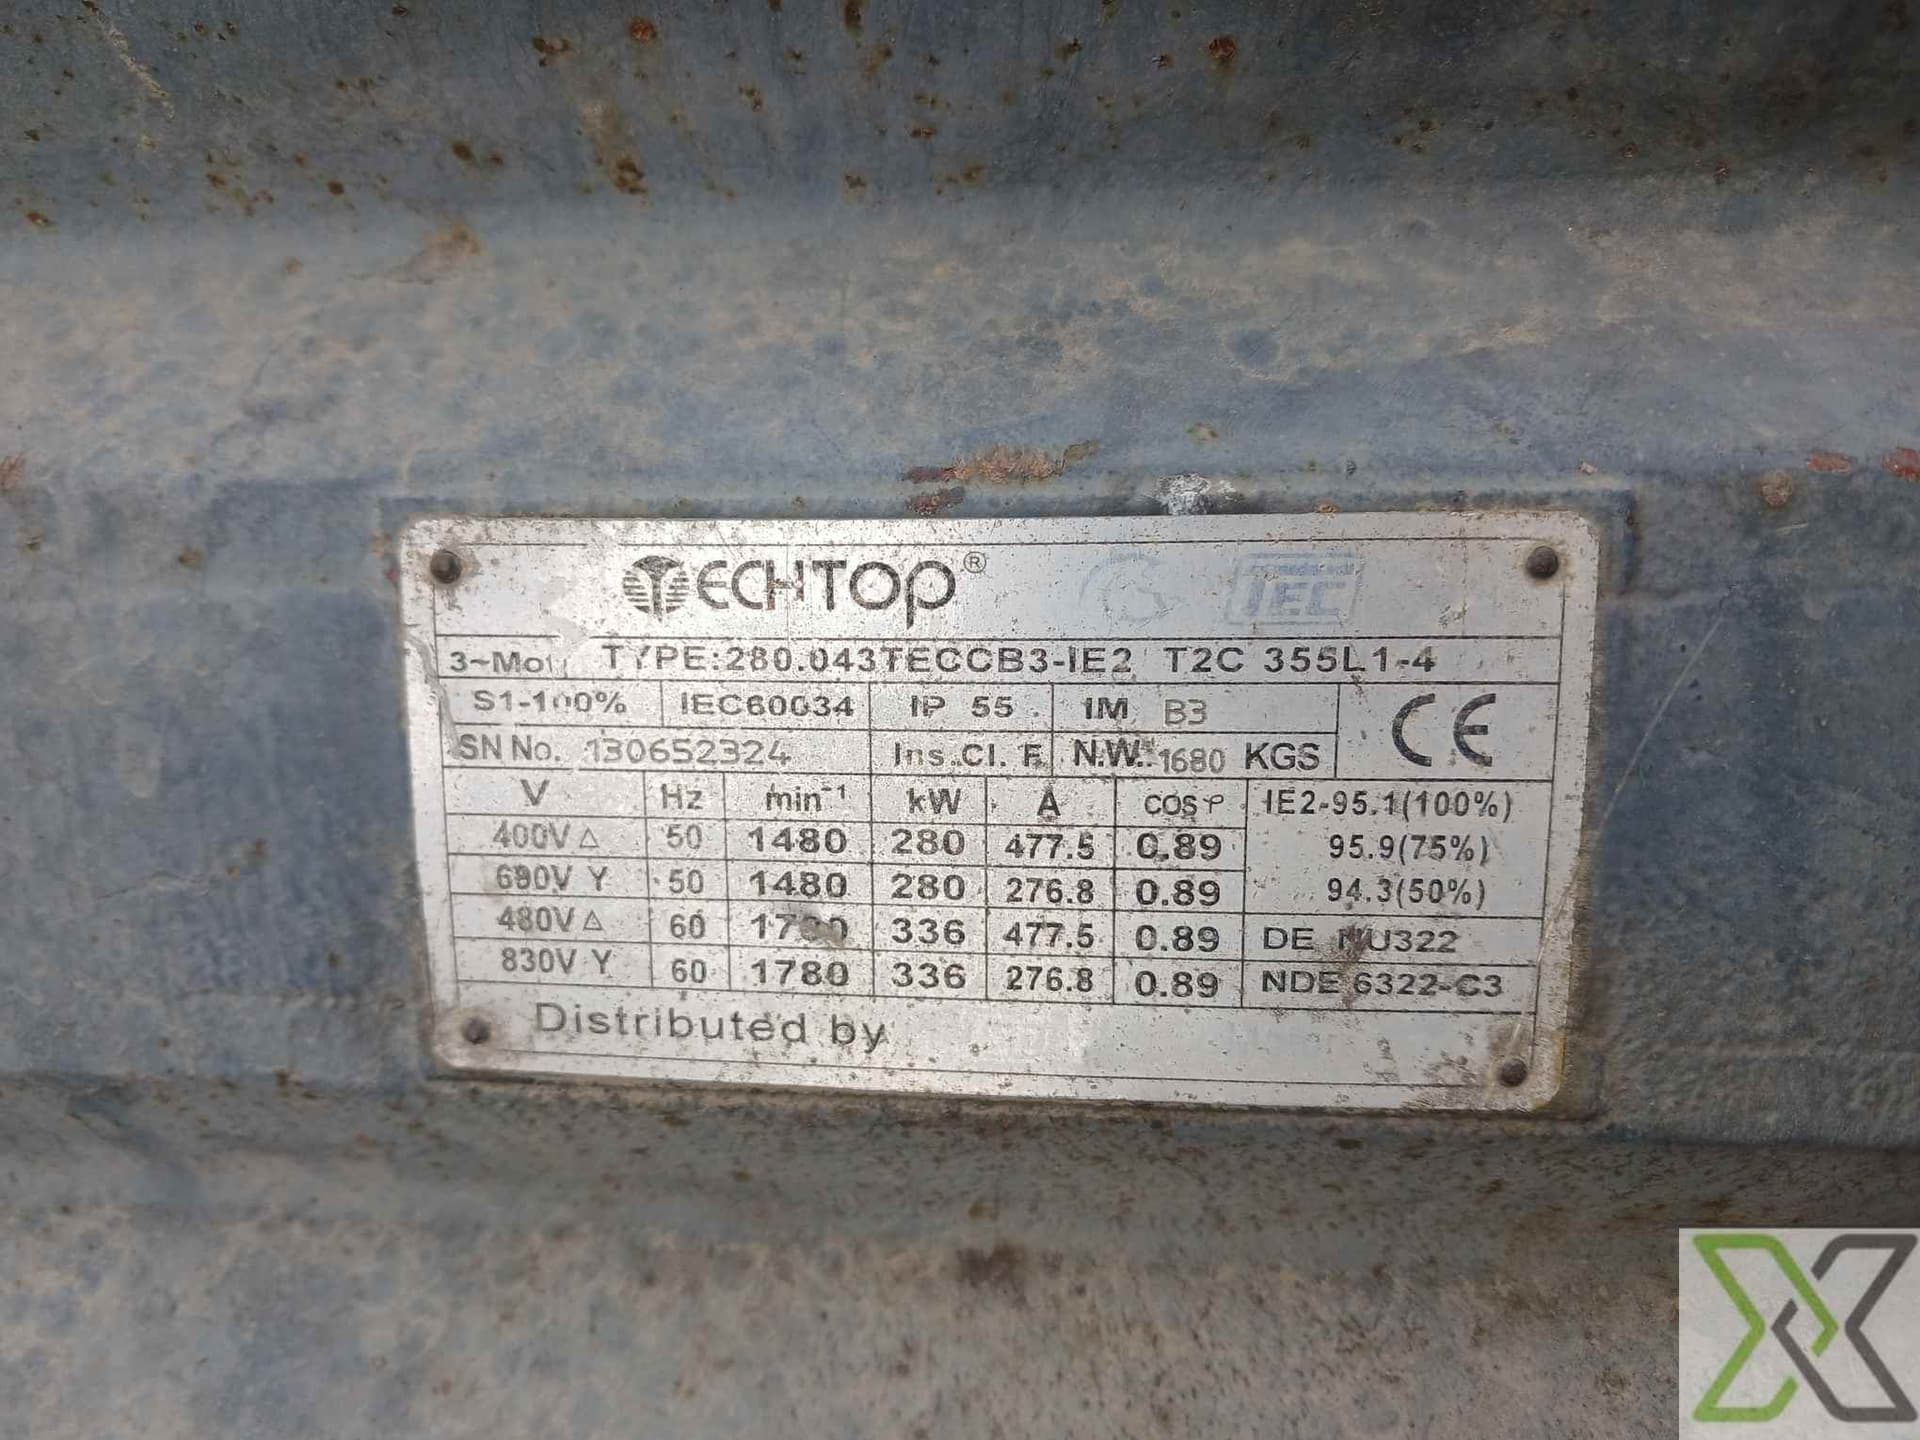 TECHTOP®
TEC
3~Mot TYPE:280.043TECCB3-IE2 T2C 355L1-4
S1-100% IEC60034 IP 55 IM B3 CE
SN No. 130652324 Ins.Cl. F N.W. 1680 KGS
V Hz min⁻¹ kW A COSφ IE2-95.1(100%)
400V △ 50 1480 280 477.5 0.89 95.9(75%)
690V Y 50 1480 280 276.8 0.89 94.3(50%)
480V △ 60 1780 336 477.5 0.89 DE NU322
830V Y 60 1780 336 276.8 0.89 NDE 6322-C3
Distributed by